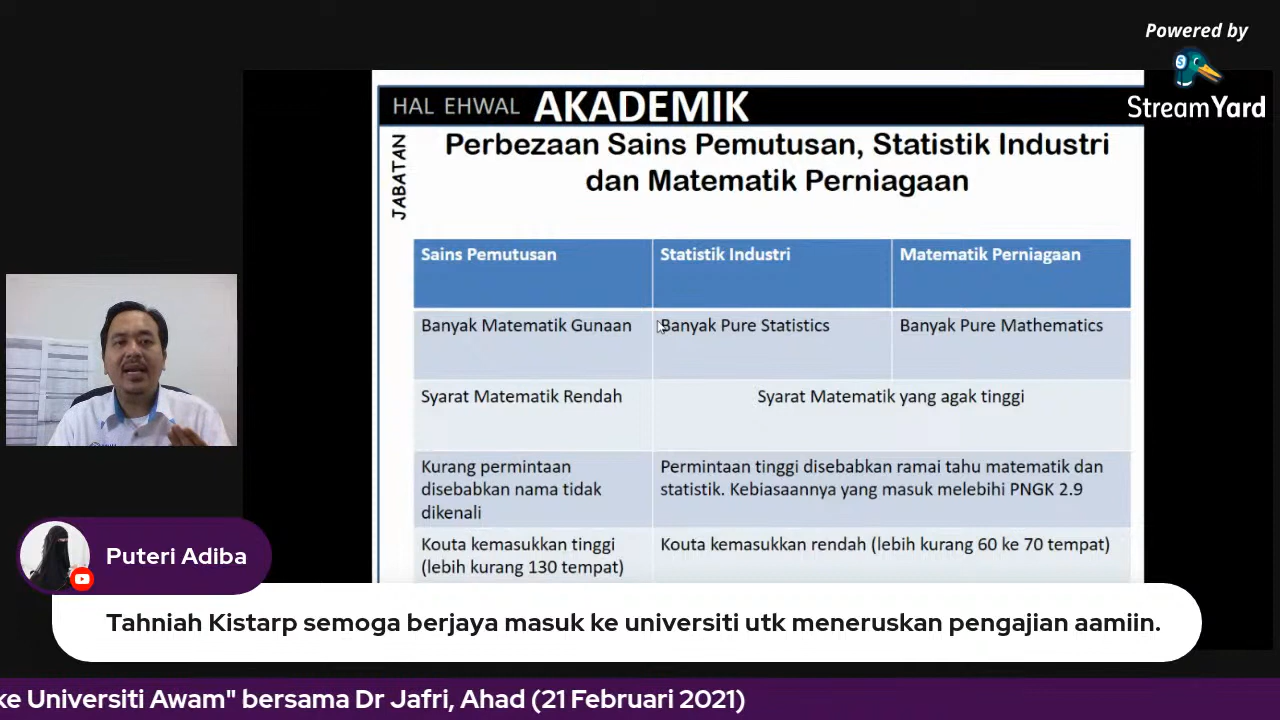 Powered by
StreamYard
HAL EHWAL AKADEMIK
JABATAN
Perbezaan Sains Pemutusan, Statistik Industri
dan Matematik Perniagaan
Sains Pemutusan
Statistik Industri
Matematik Perniagaan
Banyak Matematik Gunaan
Banyak Pure Statistics
Banyak Pure Mathematics
Syarat Matematik Rendah
Syarat Matematik yang agak tinggi
Kurang permintaan
disebabkan nama tidak
dikenali
Permintaan tinggi disebabkan ramai tahu matematik dan
statistik. Kebiasaannya yang masuk melebihi PNGK 2.9
Kouta kemasukkan tinggi
(lebih kurang 130 tempat)
Kouta kemasukkan rendah (lebih kurang 60 ke 70 tempat)
Puteri Adiba
Tahniah Kistarp semoga berjaya masuk ke universiti utk meneruskan pengajian aamiin.
ke Universiti Awam" bersama Dr Jafri, Ahad (21 Februari 2021)